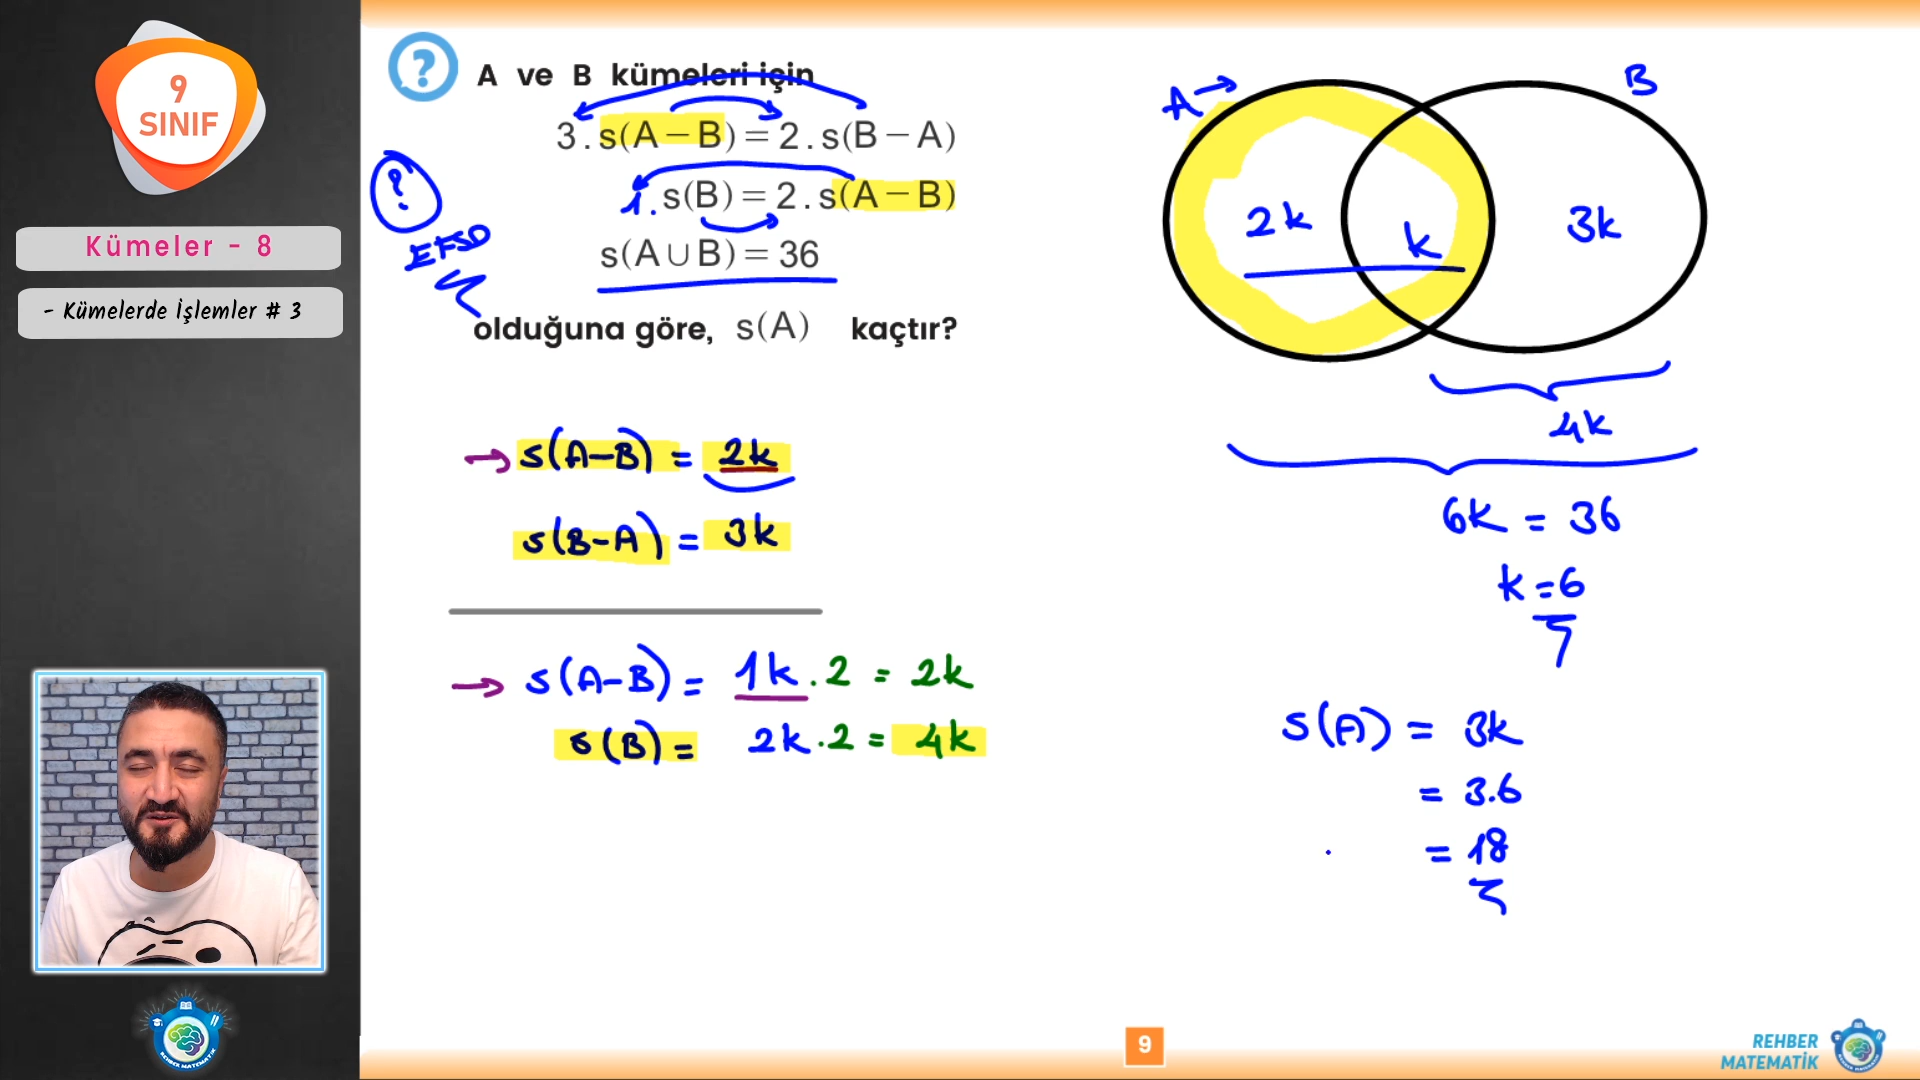 9
SINIF
Kümeler - 8
- Kümelerde İşlemler # 3
?
A ve B kümeleri için
3.s(A−B)=2.s(B−A)
1.s(B)=2.s(A−B)
s(A∪B)=36
?
EFSO
olduğuna göre, s(A) kaçtır?
→ s(A−B) = 2k
s(B−A) = 3k
→ s(A−B) = 1k.2 = 2k
s(B) = 2k.2 = 4k
A→
B
2k
k
3k
4k
6k = 36
k = 6
s(A) = 3k
= 3.6
= 18
9
REHBER
MATEMATİK
REHBER MATEMATİK